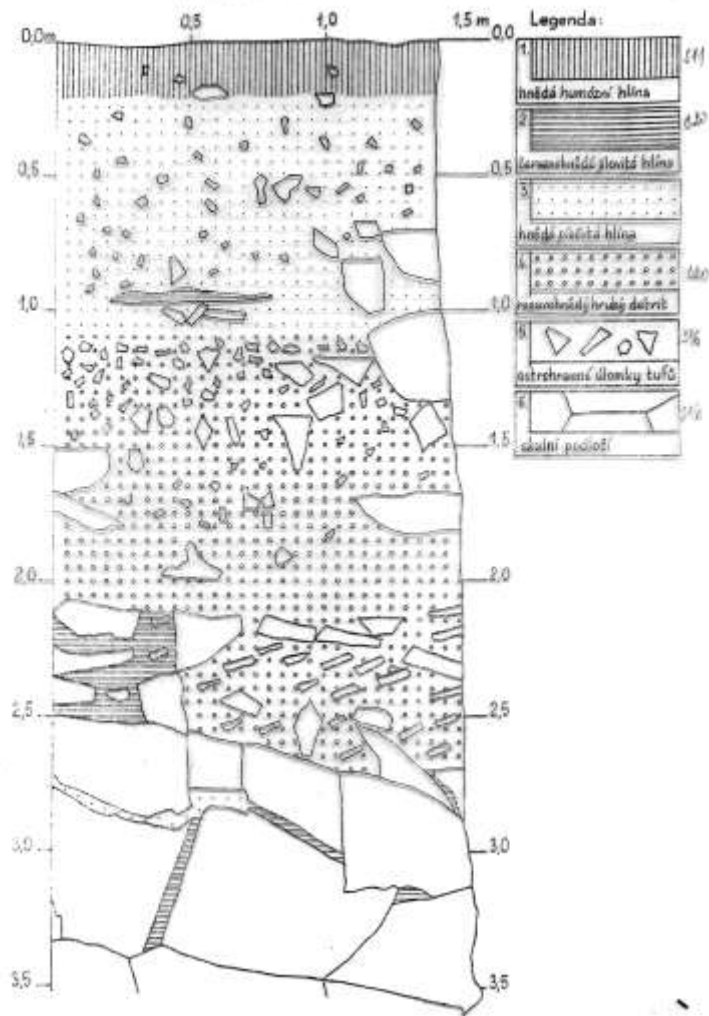 0,5 1,0 1,5 m
Legenda:
0,0m 0,0
1.
hnědá humózní hlína
2.
červenohnědá jílovitá hlína
0,5 0,5
3.
hnědá písčitá hlína
4.
hrubý detrit
1,0 1,0
5.
ostrohranné úlomky tufů
6.
skalní podloží
1,5 1,5
2,0 2,0
2,5 2,5
3,0 3,0
3,5 3,5